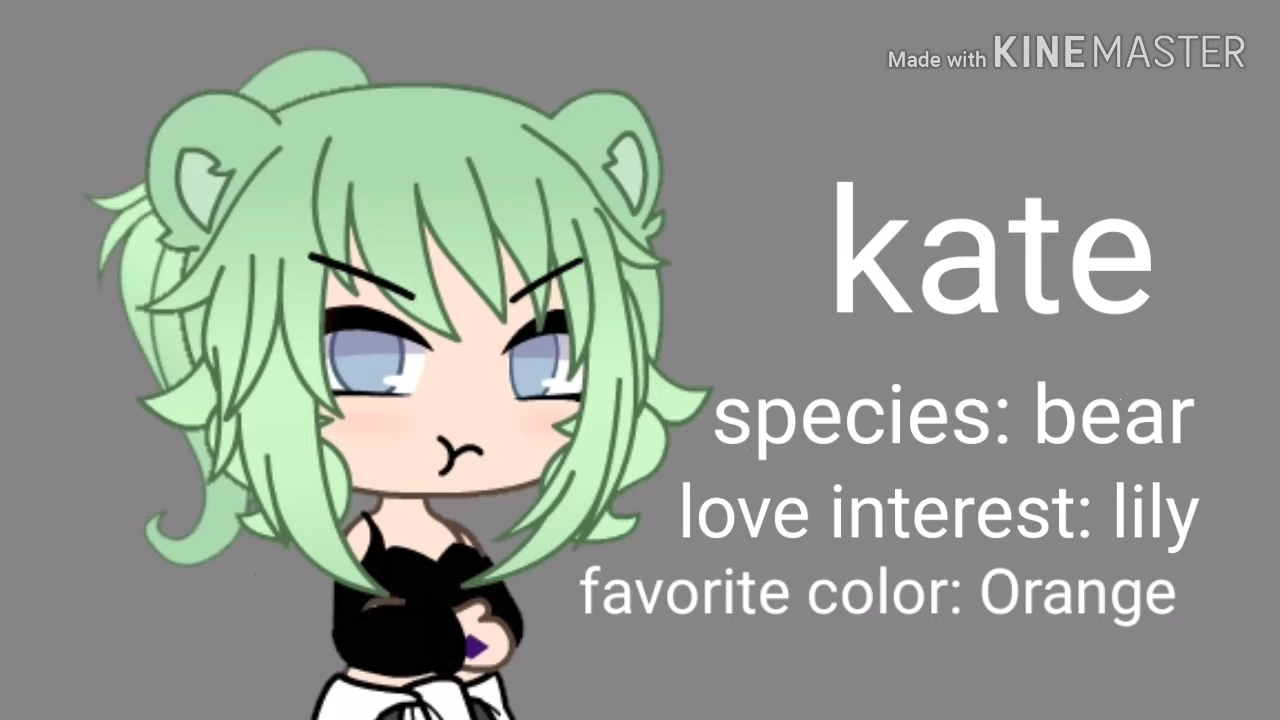 Made with KINEMASTER
kate
species: bear
love interest: lily
favorite color: Orange